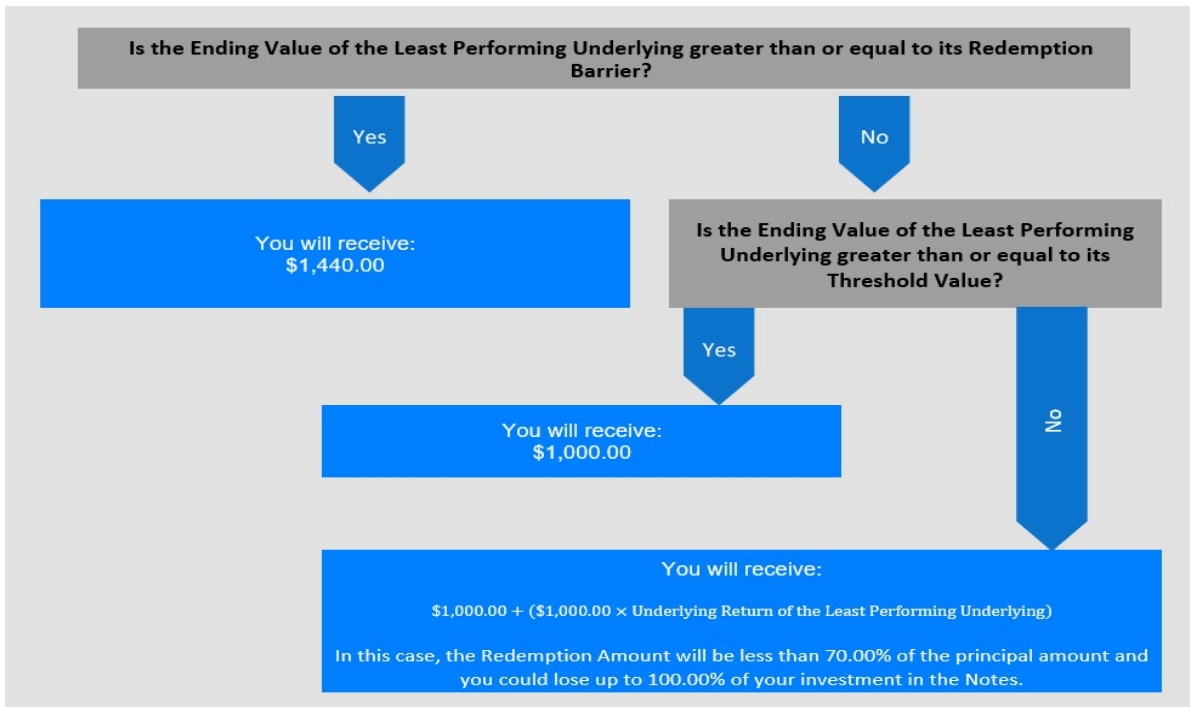 Is the Ending Value of the Least Performing Underlying greater than or equal to its Redemption
Barrier?
Yes
No
You will receive:
$1,440.00
Is the Ending Value of the Least Performing
Underlying greater than or equal to its
Threshold Value?
Yes
No
You will receive:
$1,000.00
You will receive:
$1,000.00 + ($1,000.00 × Underlying Return of the Least Performing Underlying)
In this case, the Redemption Amount will be less than 70.00% of the principal amount and
you could lose up to 100.00% of your investment in the Notes.